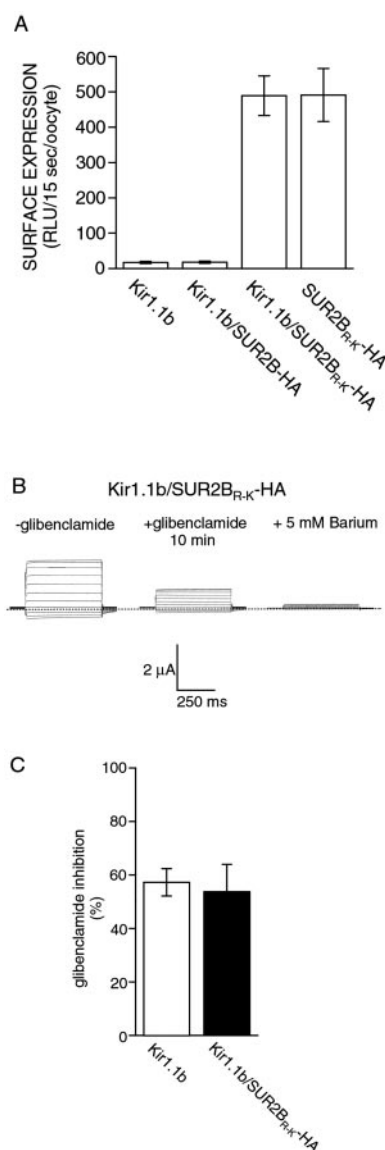 A
SURFACE EXPRESSION
(RLU/15 sec/oocyte)
600
500
400
300
200
100
0
Kir1.1b
Kir1.1b/SUR2B-HA
Kir1.1b/SUR2BR-K-HA
SUR2BR-K-HA
B
Kir1.1b/SUR2BR-K-HA
-glibenclamide
+glibenclamide
10 min
+ 5 mM Barium
2 μA
250 ms
C
glibenclamide inhibition
(%)
100
80
60
40
20
0
Kir1.1b
Kir1.1b/SUR2BR-K-HA